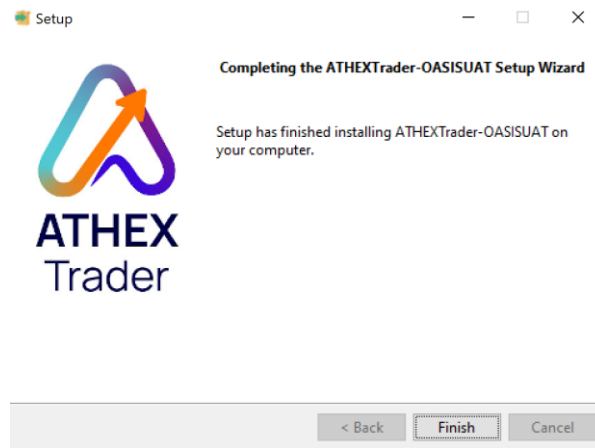 Setup
Completing the ATHEXTrader-OASISUAT Setup Wizard
Setup has finished installing ATHEXTrader-OASISUAT on
your computer.
ATHEX
Trader
< Back
Finish
Cancel